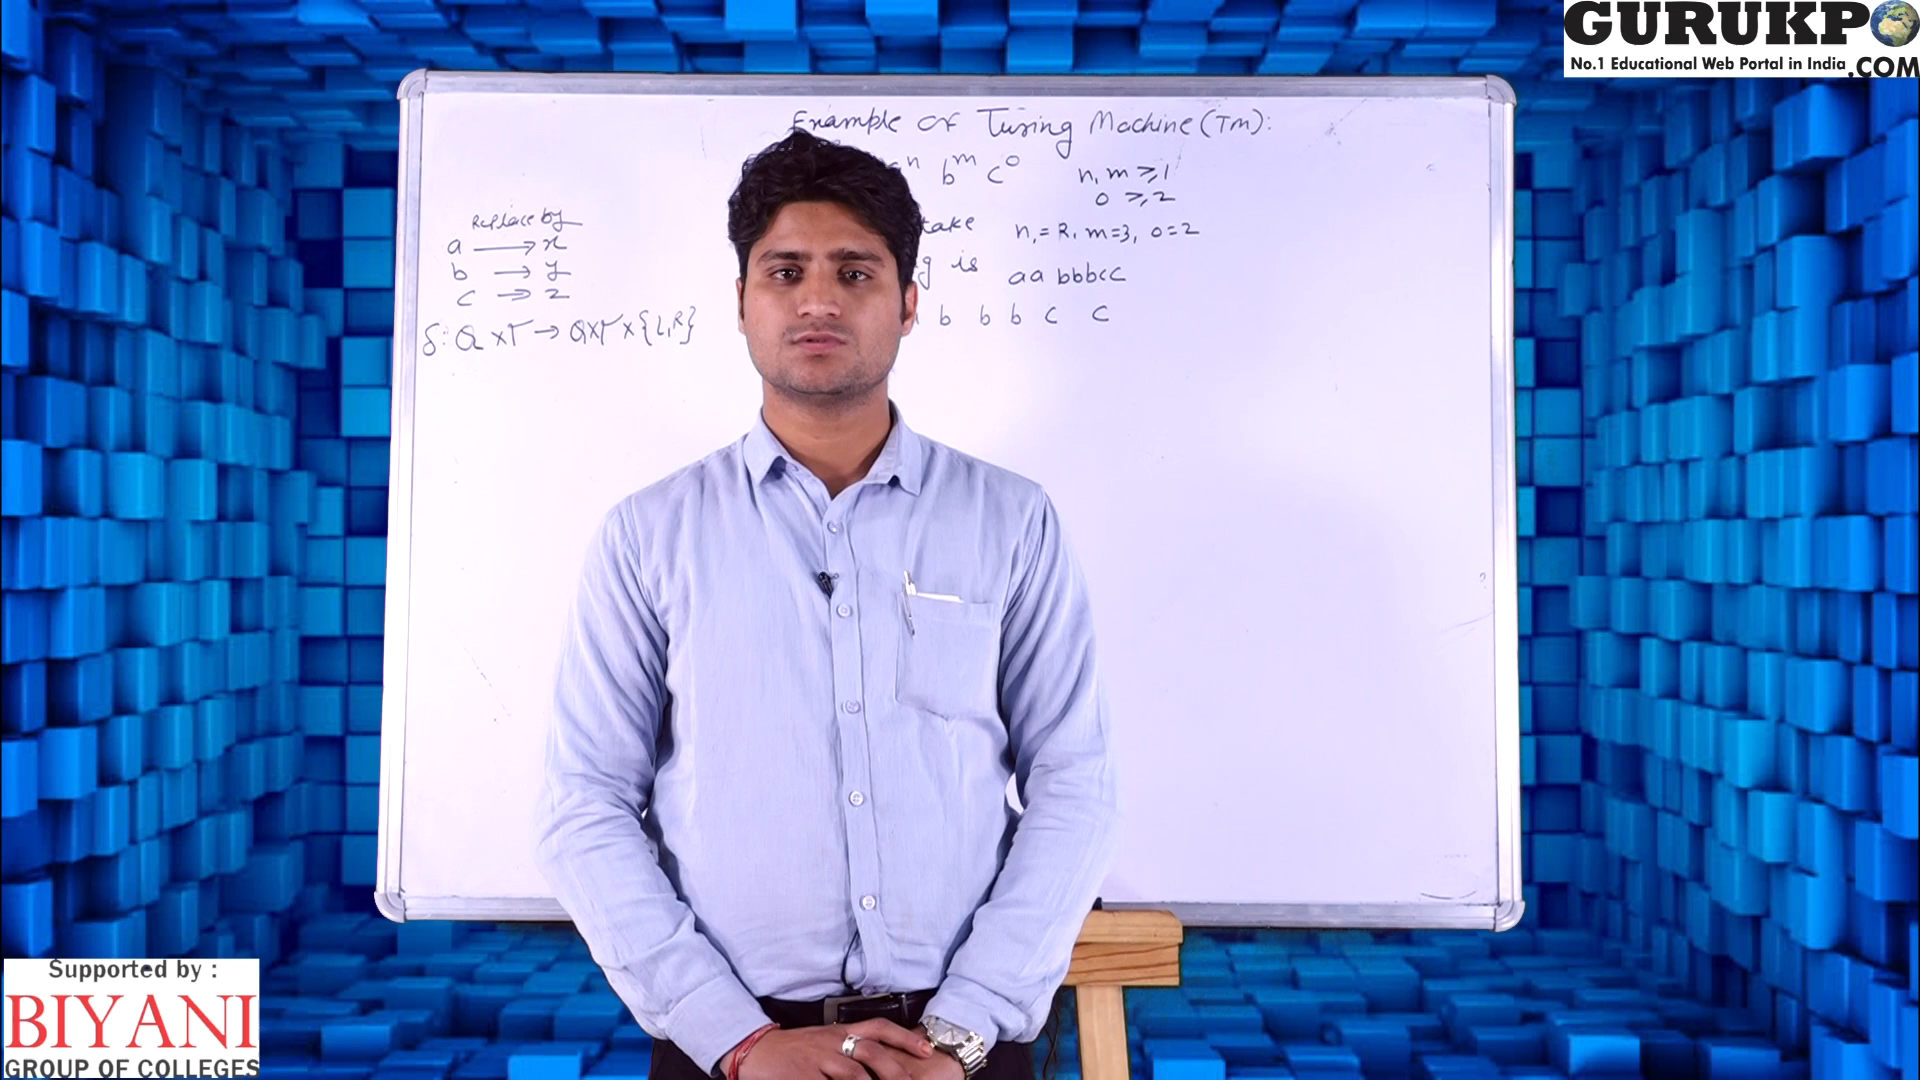 GURUKPO
No.1 Educational Web Portal in India .COM
Example of Turing Machine (TM):
n b^m c^o n, m ≥, 1
o ≥, 2
take n, = 2, m=3, o=2
g is aa bbbcc
b b b c c
Replace by
a → x
b → y
c → z
δ: Q × Γ → Q×Γ × {L,R}
Supported by :
BIYANI
GROUP OF COLLEGES